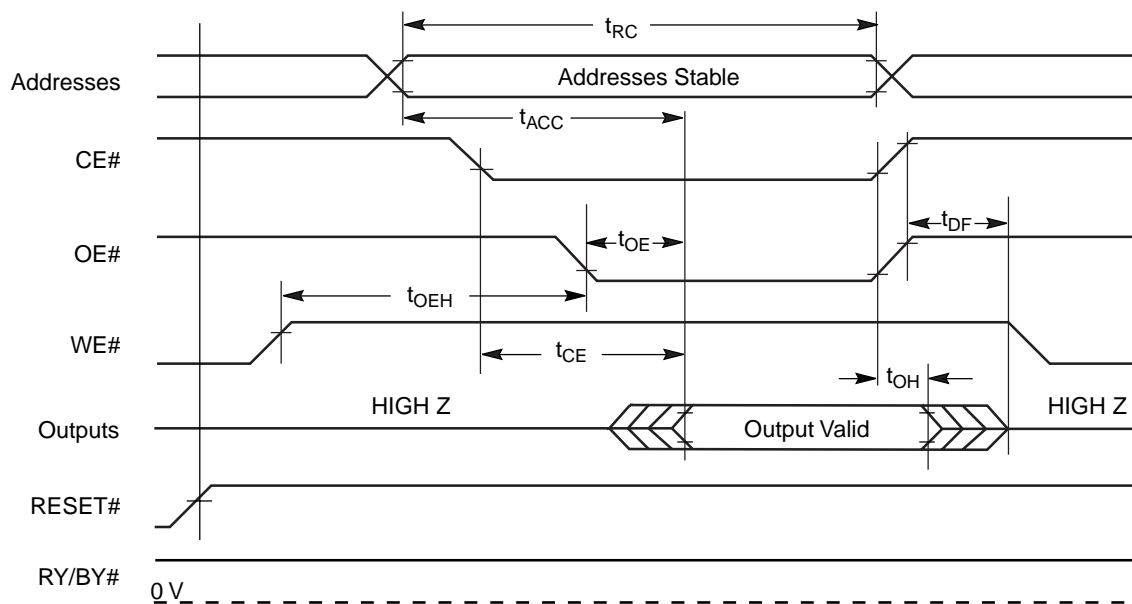 tRC
Addresses
Addresses Stable
tACC
CE#
tDF
tOE
OE#
tOEH
WE#
tCE
tOH
HIGH Z
HIGH Z
Outputs
Output Valid
RESET#
RY/BY#
0 V